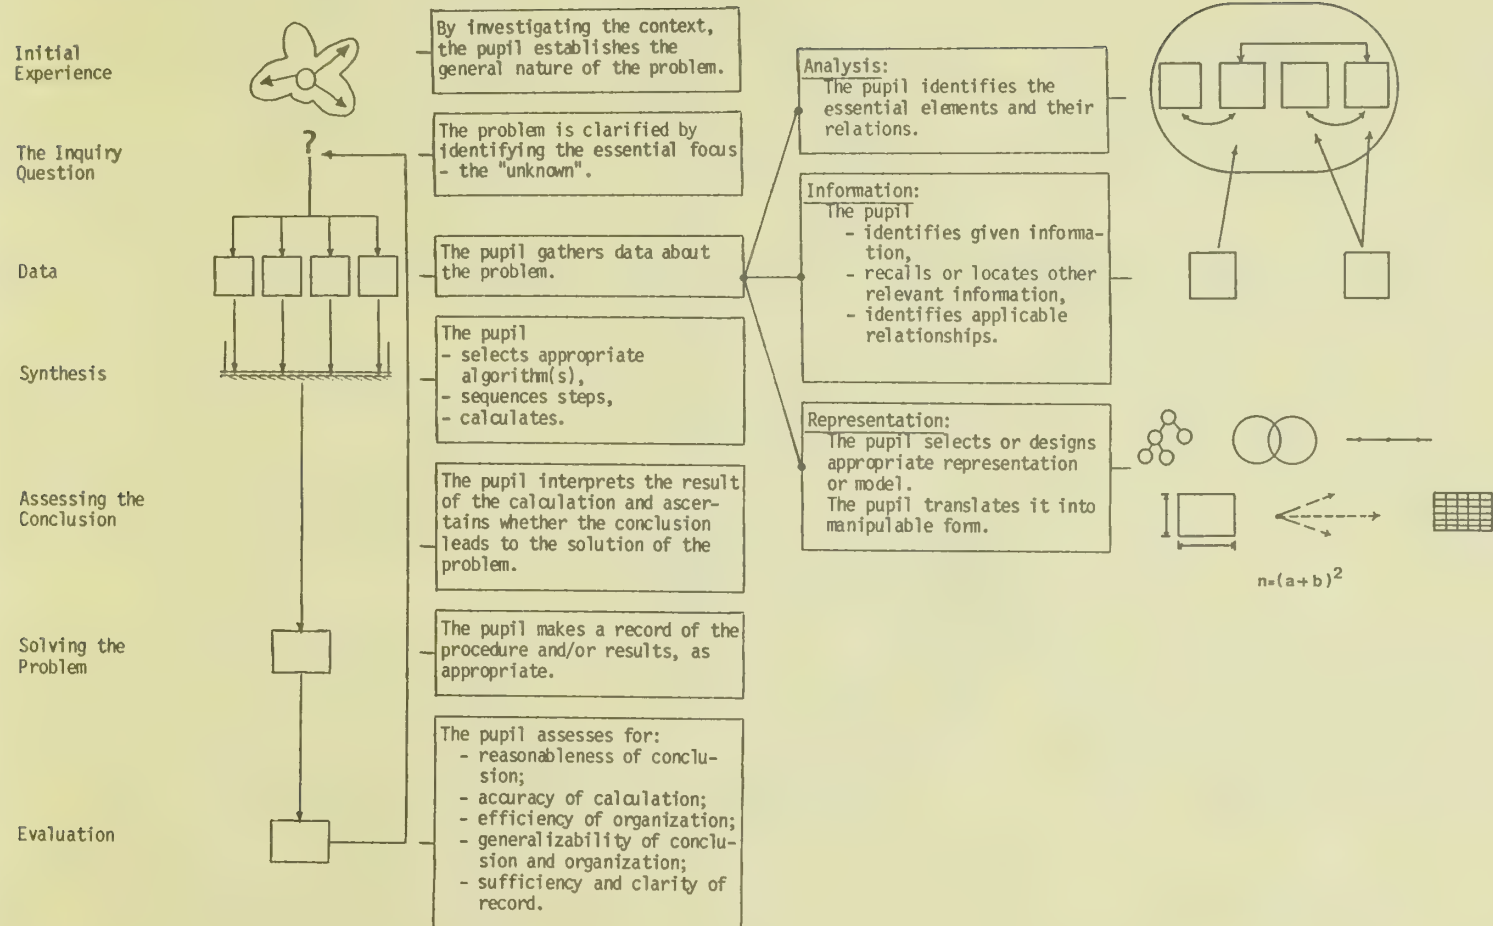 Initial
Experience
By investigating the context,
the pupil establishes the
general nature of the problem.
The Inquiry
Question
?
The problem is clarified by
identifying the essential focus
- the "unknown".
Data
The pupil gathers data about
the problem.
Synthesis
The pupil
- selects appropriate
algorithm(s),
- sequences steps,
- calculates.
Assessing the
Conclusion
The pupil interprets the result
of the calculation and ascer-
tains whether the conclusion
leads to the solution of the
problem.
Solving the
Problem
The pupil makes a record of the
procedure and/or results, as
appropriate.
Evaluation
The pupil assesses for:
- reasonableness of conclu-
sion;
- accuracy of calculation;
- efficiency of organization;
- generalizability of conclu-
sion and organization;
- sufficiency and clarity of
record.
Analysis:
The pupil identifies the
essential elements and their
relations.
Information:
The pupil
- identifies given informa-
tion,
- recalls or locates other
relevant information,
- identifies applicable
relationships.
Representation:
The pupil selects or designs
appropriate representation
or model.
The pupil translates it into
manipulable form.
n=(a+b)²